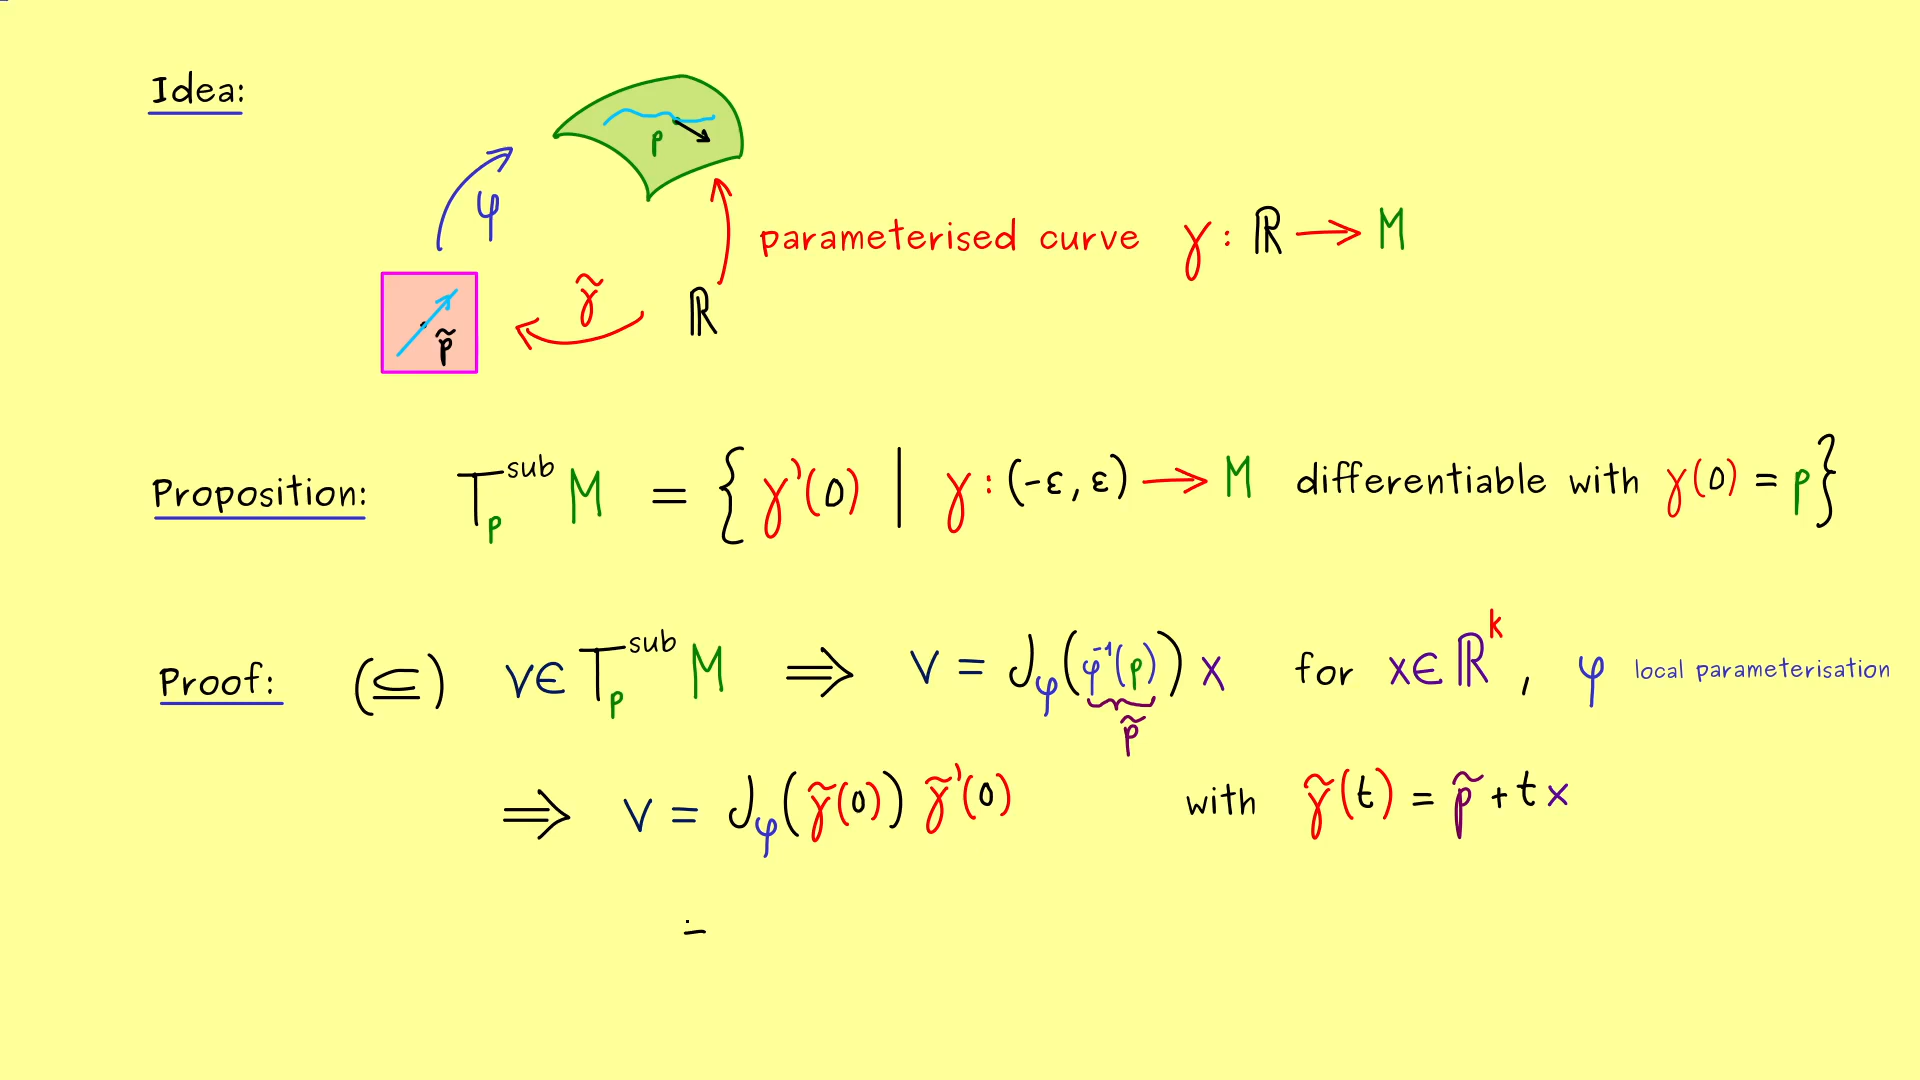 Idea:
p
φ
parameterised curve γ : ℝ → M
γ̃
ℝ
p̃
Proposition: T_p^sub M = { γ'(0) | γ : (-ε, ε) → M differentiable with γ(0) = p }
Proof: (⊆) v ∈ T_p^sub M ⟹ v = J_φ(φ⁻¹(p)) x for x ∈ ℝ^k , φ local parameterisation
p̃
⟹ v = J_φ(γ̃(0)) γ̃'(0) with γ̃(t) = p̃ + t x